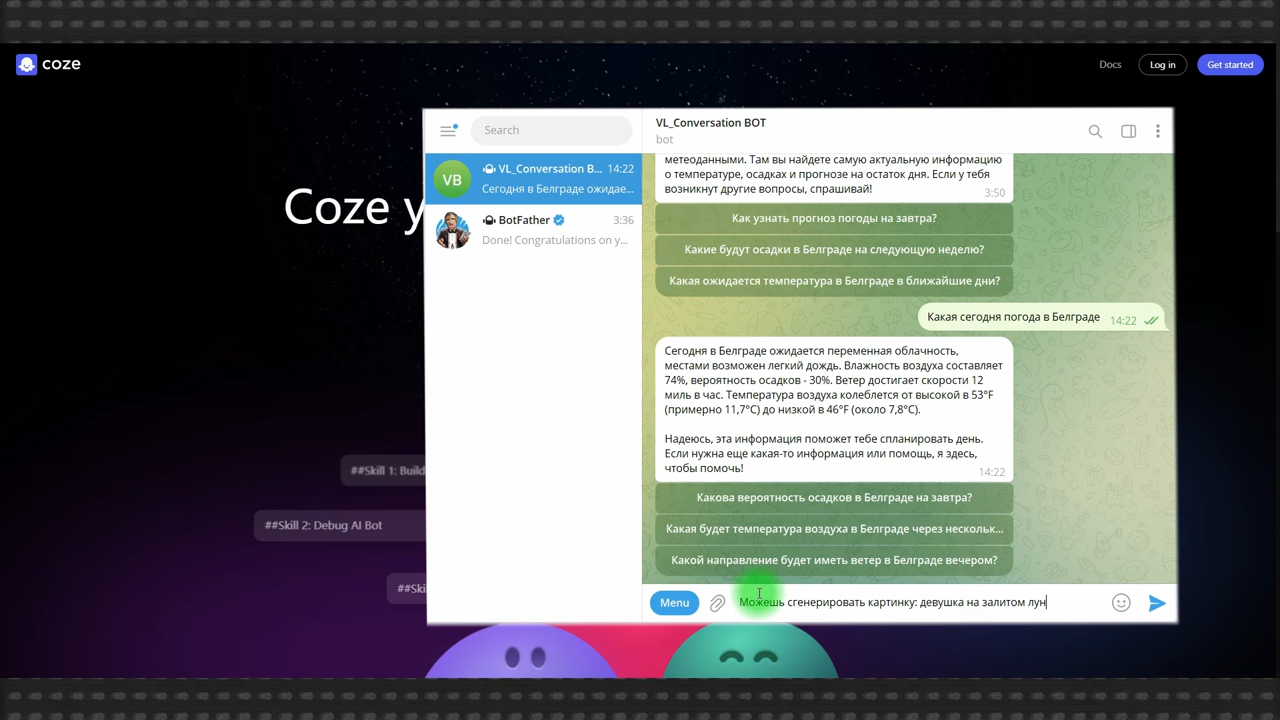 coze
Docs
Log in
Get started
Coze y
##Skill 1: Build
##Skill 2: Debug AI Bot
##Ski
Search
VB
VL_Conversation B... 14:22
Сегодня в Белграде ожидае...
BotFather 3:36
Done! Congratulations on y...
VL_Conversation BOT
bot
метеоданными. Там вы найдете самую актуальную информацию
о температуре, осадках и прогнозе на остаток дня. Если у тебя
возникнут другие вопросы, спрашивай!
3:50
Как узнать прогноз погоды на завтра?
Какие будут осадки в Белграде на следующую неделю?
Какая ожидается температура в Белграде в ближайшие дни?
Какая сегодня погода в Белграде 14:22
Сегодня в Белграде ожидается переменная облачность,
местами возможен легкий дождь. Влажность воздуха составляет
74%, вероятность осадков - 30%. Ветер достигает скорости 12
миль в час. Температура воздуха колеблется от высокой в 53°F
(примерно 11,7°C) до низкой в 46°F (около 7,8°C).
Надеюсь, эта информация поможет тебе спланировать день.
Если нужна еще какая-то информация или помощь, я здесь,
чтобы помочь!
14:22
Какова вероятность осадков в Белграде на завтра?
Какая будет температура воздуха в Белграде через нескольк...
Какой направление будет иметь ветер в Белграде вечером?
Menu
Можешь сгенерировать картинку: девушка на залитом лун